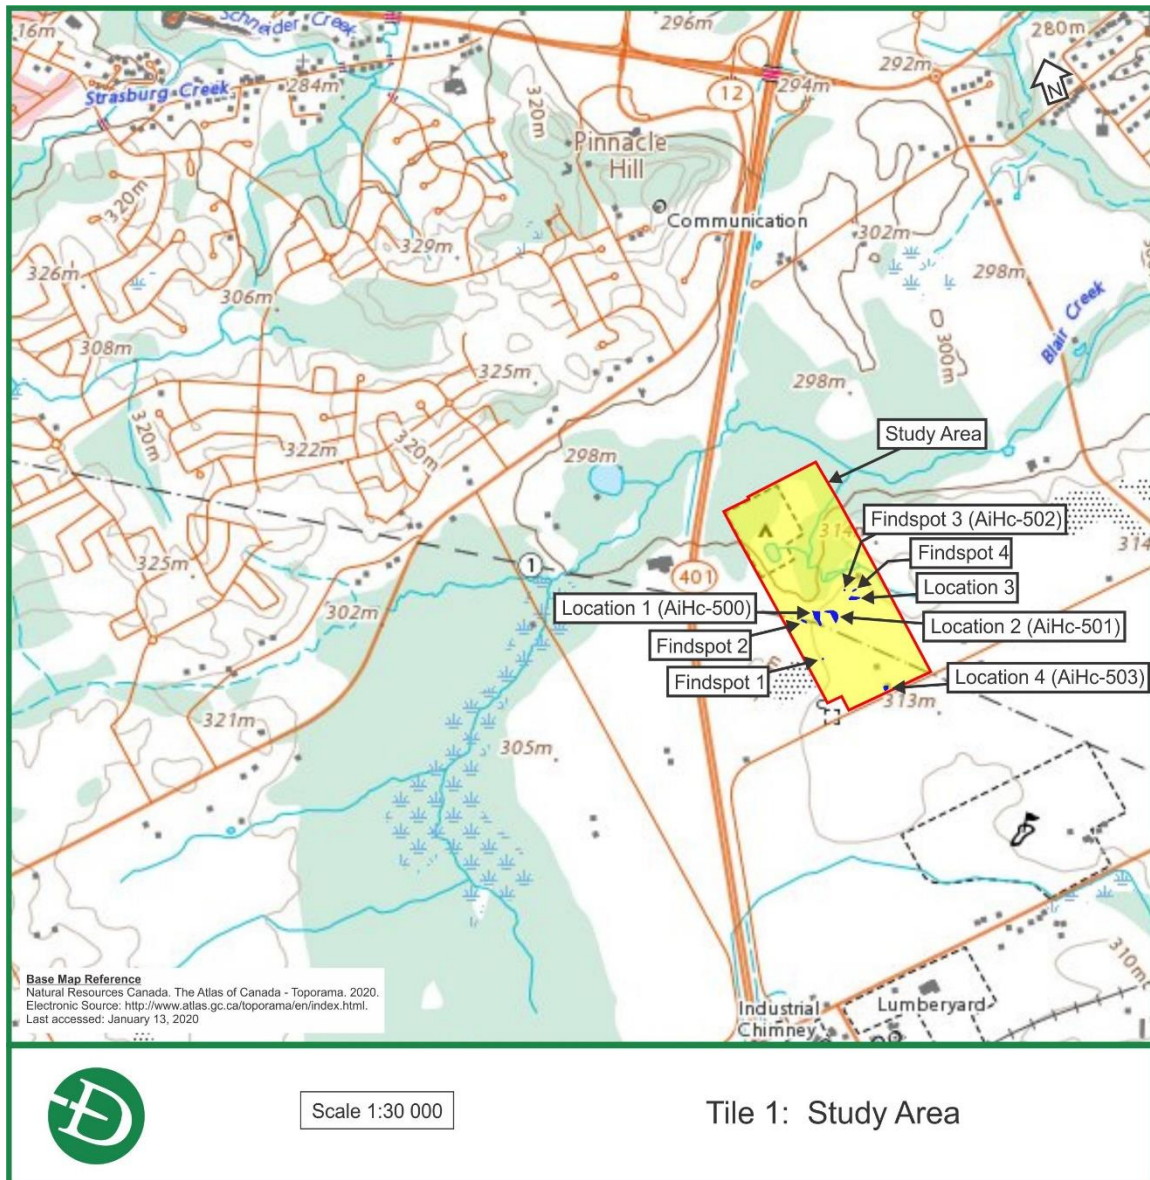 16m
Schneider Creek
296m
280m
N
292m
Strasburg Creek
284m
320m
12
294m
Pinnacle
Hill
320m
Communication
302m
329m
326m
298m
306m
Blair Creek
300m
308m
325m
298m
320m
322m
320m
Study Area
298m
314
Findspot 3 (AiHc-502)
Findspot 4
314
325m
1
401
Location 3
Location 1 (AiHc-500)
302m
Location 2 (AiHc-501)
Findspot 2
Findspot 1
Location 4 (AiHc-503)
313m
321m
305m
310m
Base Map Reference
Natural Resources Canada. The Atlas of Canada - Toporama. 2020.
Electronic Source: http://www.atlas.gc.ca/toporama/en/index.html.
Last accessed: January 13, 2020
Industrial
Chimney
Lumberyard
D
Scale 1:30 000
Tile 1: Study Area